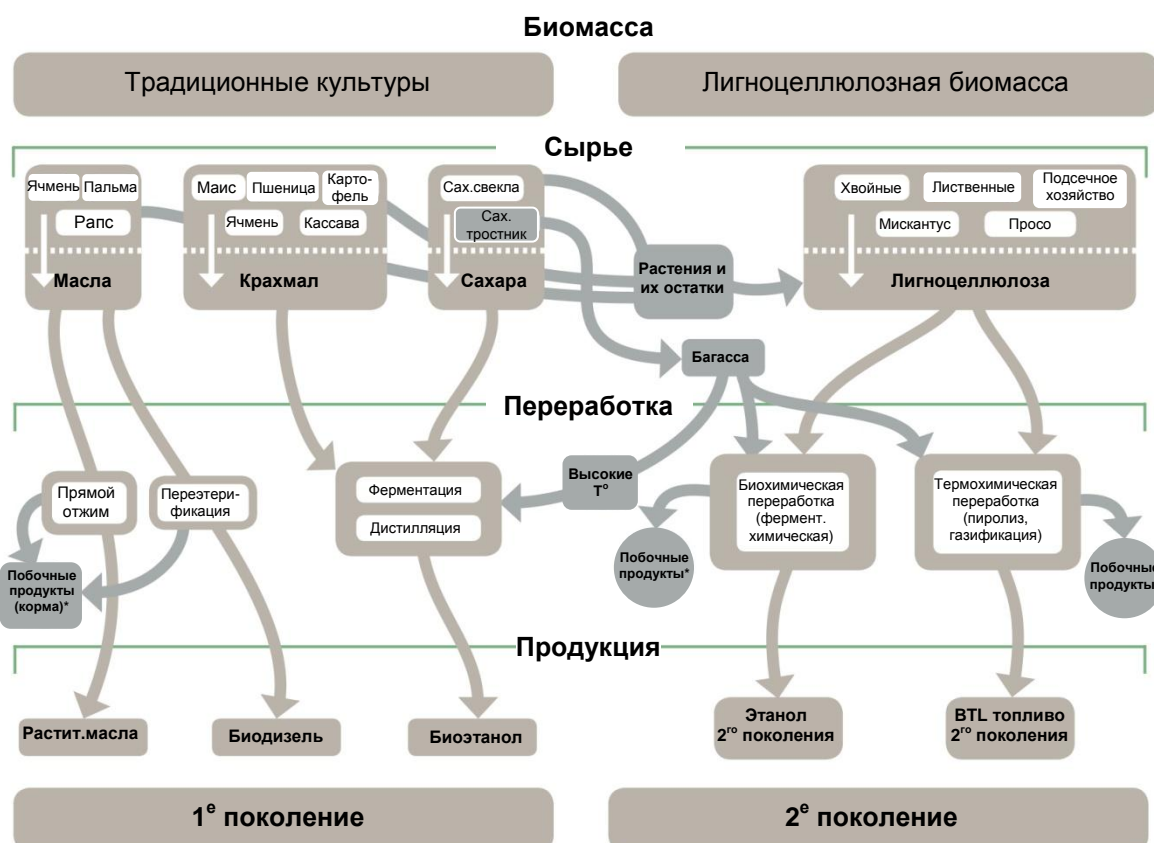 Биомасса
Традиционные культуры
Лигноцеллюлозная биомасса
Сырье
Ячмень
Пальма
Рапс
Масла
Маис
Пшеница
Карто-
фель
Ячмень
Кассава
Крахмал
Сах.свекла
Сах.
тростник
Сахара
Растения и
их остатки
Хвойные
Лиственные
Подсечное
хозяйство
Мискантус
Просо
Лигноцеллюлоза
Багасса
Переработка
Прямой
отжим
Переэтери-
фикация
Ферментация
Дистилляция
Высокие
Tº
Биохимическая
переработка
(фермент.
химическая)
Термохимическая
переработка
(пиролиз,
газификация)
Побочные
продукты
(корма)*
Побочные
продукты*
Побочные
продукты
Продукция
Растит.масла
Биодизель
Биоэтанол
Этанол
2го поколения
BTL топливо
2го поколения
1е поколение
2е поколение